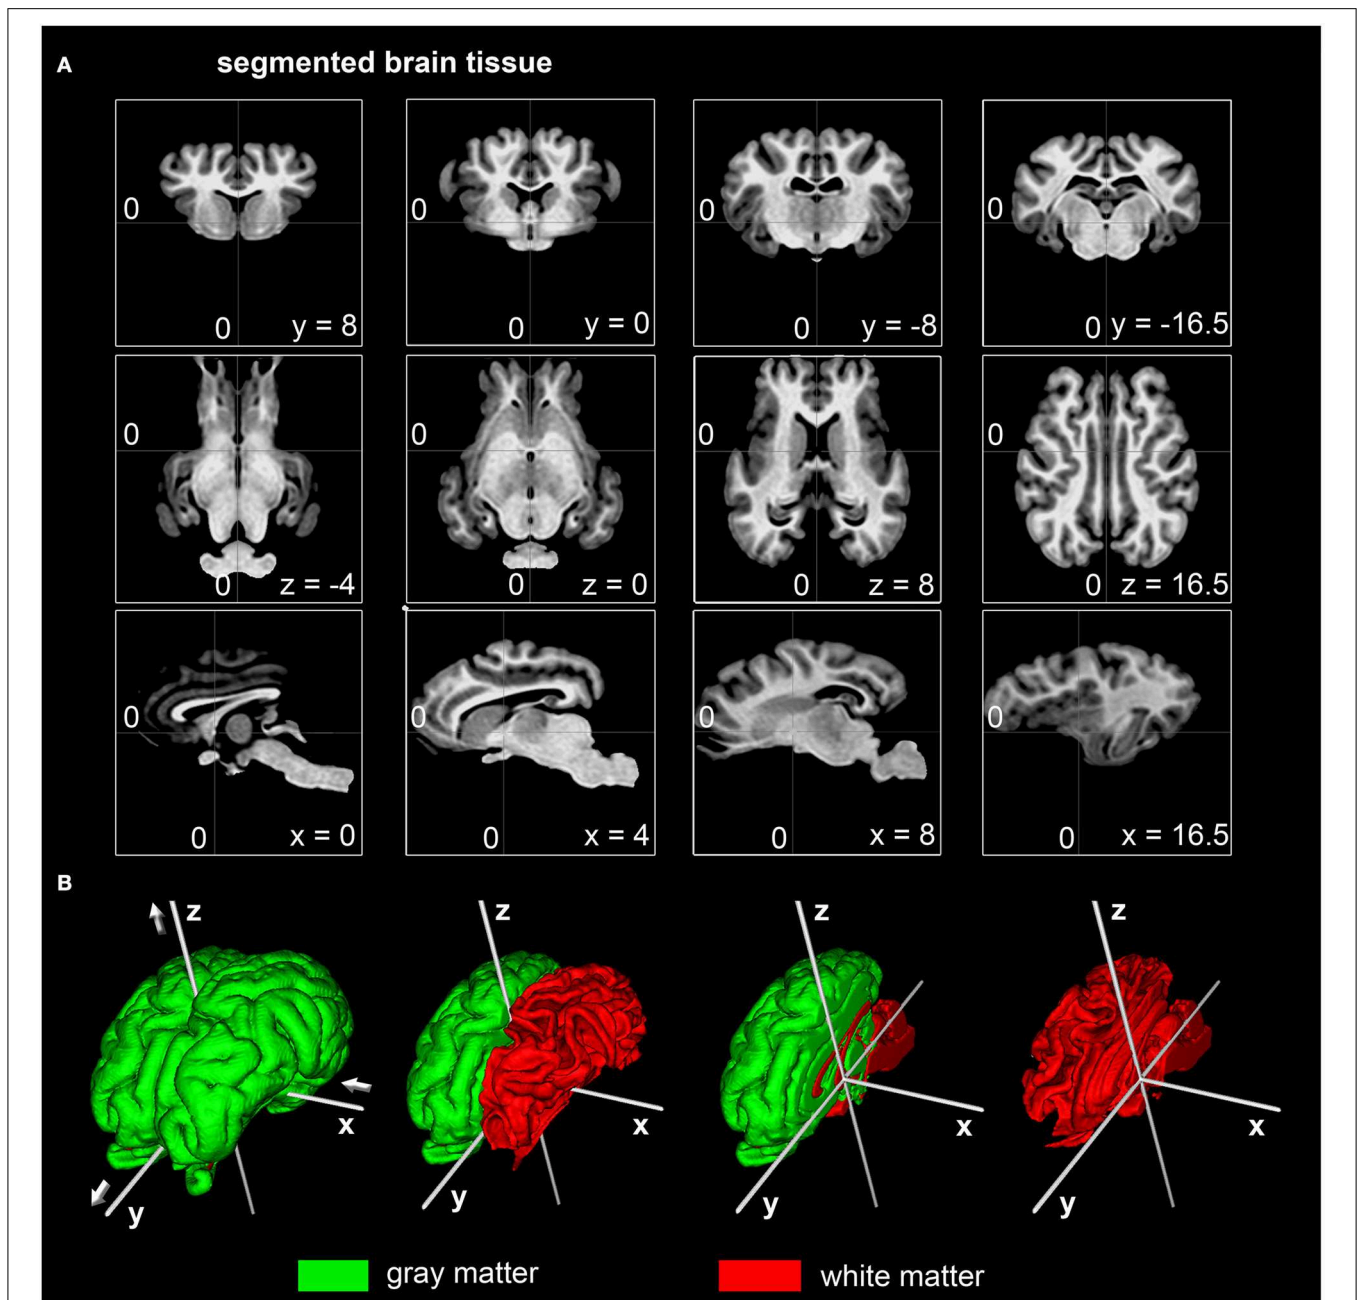 A segmented brain tissue
0 0 0 0
0 y = 8 0 y = 0 0 y = -8 0 y = -16.5
0 0 0 0
0 z = -4 0 z = 0 0 z = 8 0 z = 16.5
0 0 0 0
0 x = 0 0 x = 4 0 x = 8 0 x = 16.5
B
z z z z
x x x x
y y y y
gray matter white matter